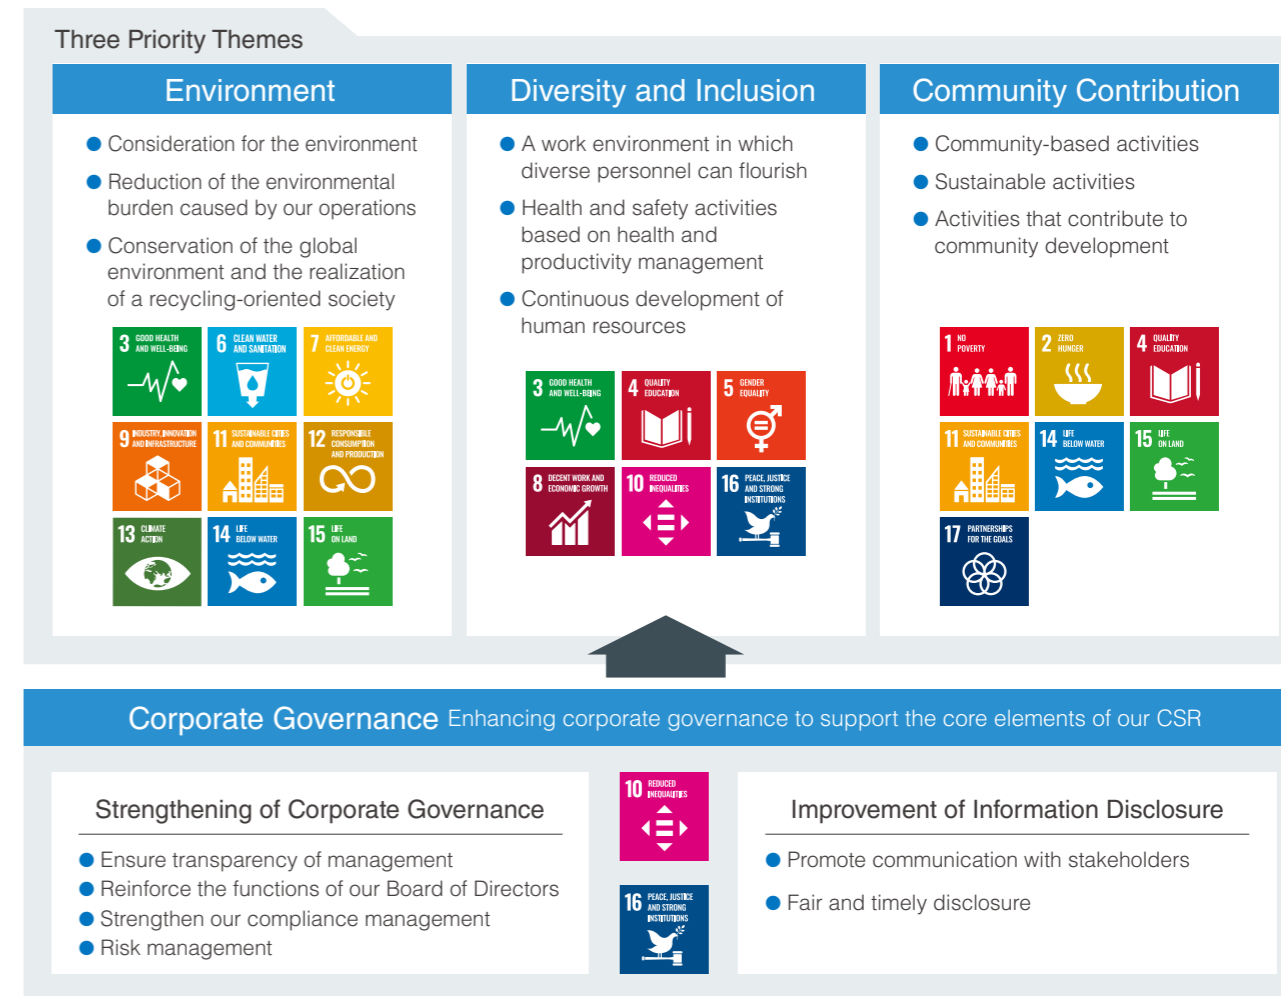 Three Priority Themes
Environment
● Consideration for the environment
● Reduction of the environmental
burden caused by our operations
● Conservation of the global
environment and the realization
of a recycling-oriented society
3 GOOD HEALTH
AND WELL-BEING
6 CLEAN WATER
AND SANITATION
7 AFFORDABLE AND
CLEAN ENERGY
9 INDUSTRY, INNOVATION
AND INFRASTRUCTURE
11 SUSTAINABLE CITIES
AND COMMUNITIES
12 RESPONSIBLE
CONSUMPTION
AND PRODUCTION
13 CLIMATE
ACTION
14 LIFE
BELOW WATER
15 LIFE
ON LAND
Diversity and Inclusion
● A work environment in which
diverse personnel can flourish
● Health and safety activities
based on health and
productivity management
● Continuous development of
human resources
3 GOOD HEALTH
AND WELL-BEING
4 QUALITY
EDUCATION
5 GENDER
EQUALITY
8 DECENT WORK AND
ECONOMIC GROWTH
10 REDUCED
INEQUALITIES
16 PEACE, JUSTICE
AND STRONG
INSTITUTIONS
Community Contribution
● Community-based activities
● Sustainable activities
● Activities that contribute to
community development
1 NO
POVERTY
2 ZERO
HUNGER
4 QUALITY
EDUCATION
11 SUSTAINABLE CITIES
AND COMMUNITIES
14 LIFE
BELOW WATER
15 LIFE
ON LAND
17 PARTNERSHIPS
FOR THE GOALS
Corporate Governance Enhancing corporate governance to support the core elements of our CSR
Strengthening of Corporate Governance
● Ensure transparency of management
● Reinforce the functions of our Board of Directors
● Strengthen our compliance management
● Risk management
10 REDUCED
INEQUALITIES
16 PEACE, JUSTICE
AND STRONG
INSTITUTIONS
Improvement of Information Disclosure
● Promote communication with stakeholders
● Fair and timely disclosure